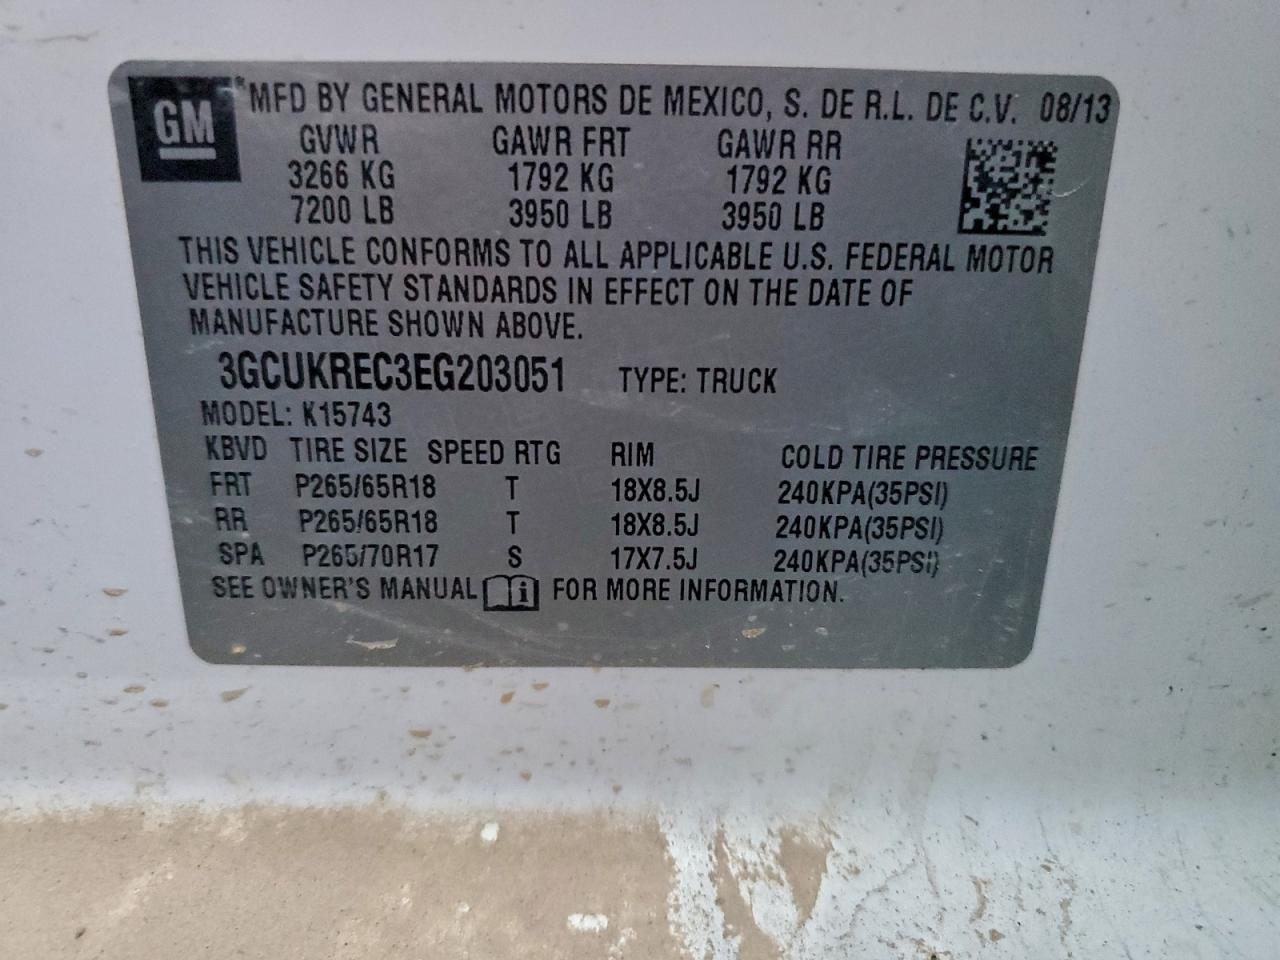 GM *MFD BY GENERAL MOTORS DE MEXICO, S. DE R.L. DE C.V. 08/13
GVWR GAWR FRT GAWR RR
3266 KG 1792 KG 1792 KG
7200 LB 3950 LB 3950 LB
THIS VEHICLE CONFORMS TO ALL APPLICABLE U.S. FEDERAL MOTOR
VEHICLE SAFETY STANDARDS IN EFFECT ON THE DATE OF
MANUFACTURE SHOWN ABOVE.
3GCUKREC3EG203051 TYPE: TRUCK
MODEL: K15743
KBVD TIRE SIZE SPEED RTG RIM COLD TIRE PRESSURE
FRT P265/65R18 T 18X8.5J 240KPA(35PSI)
RR P265/65R18 T 18X8.5J 240KPA(35PSI)
SPA P265/70R17 S 17X7.5J 240KPA(35PSI)
SEE OWNER'S MANUAL i FOR MORE INFORMATION.